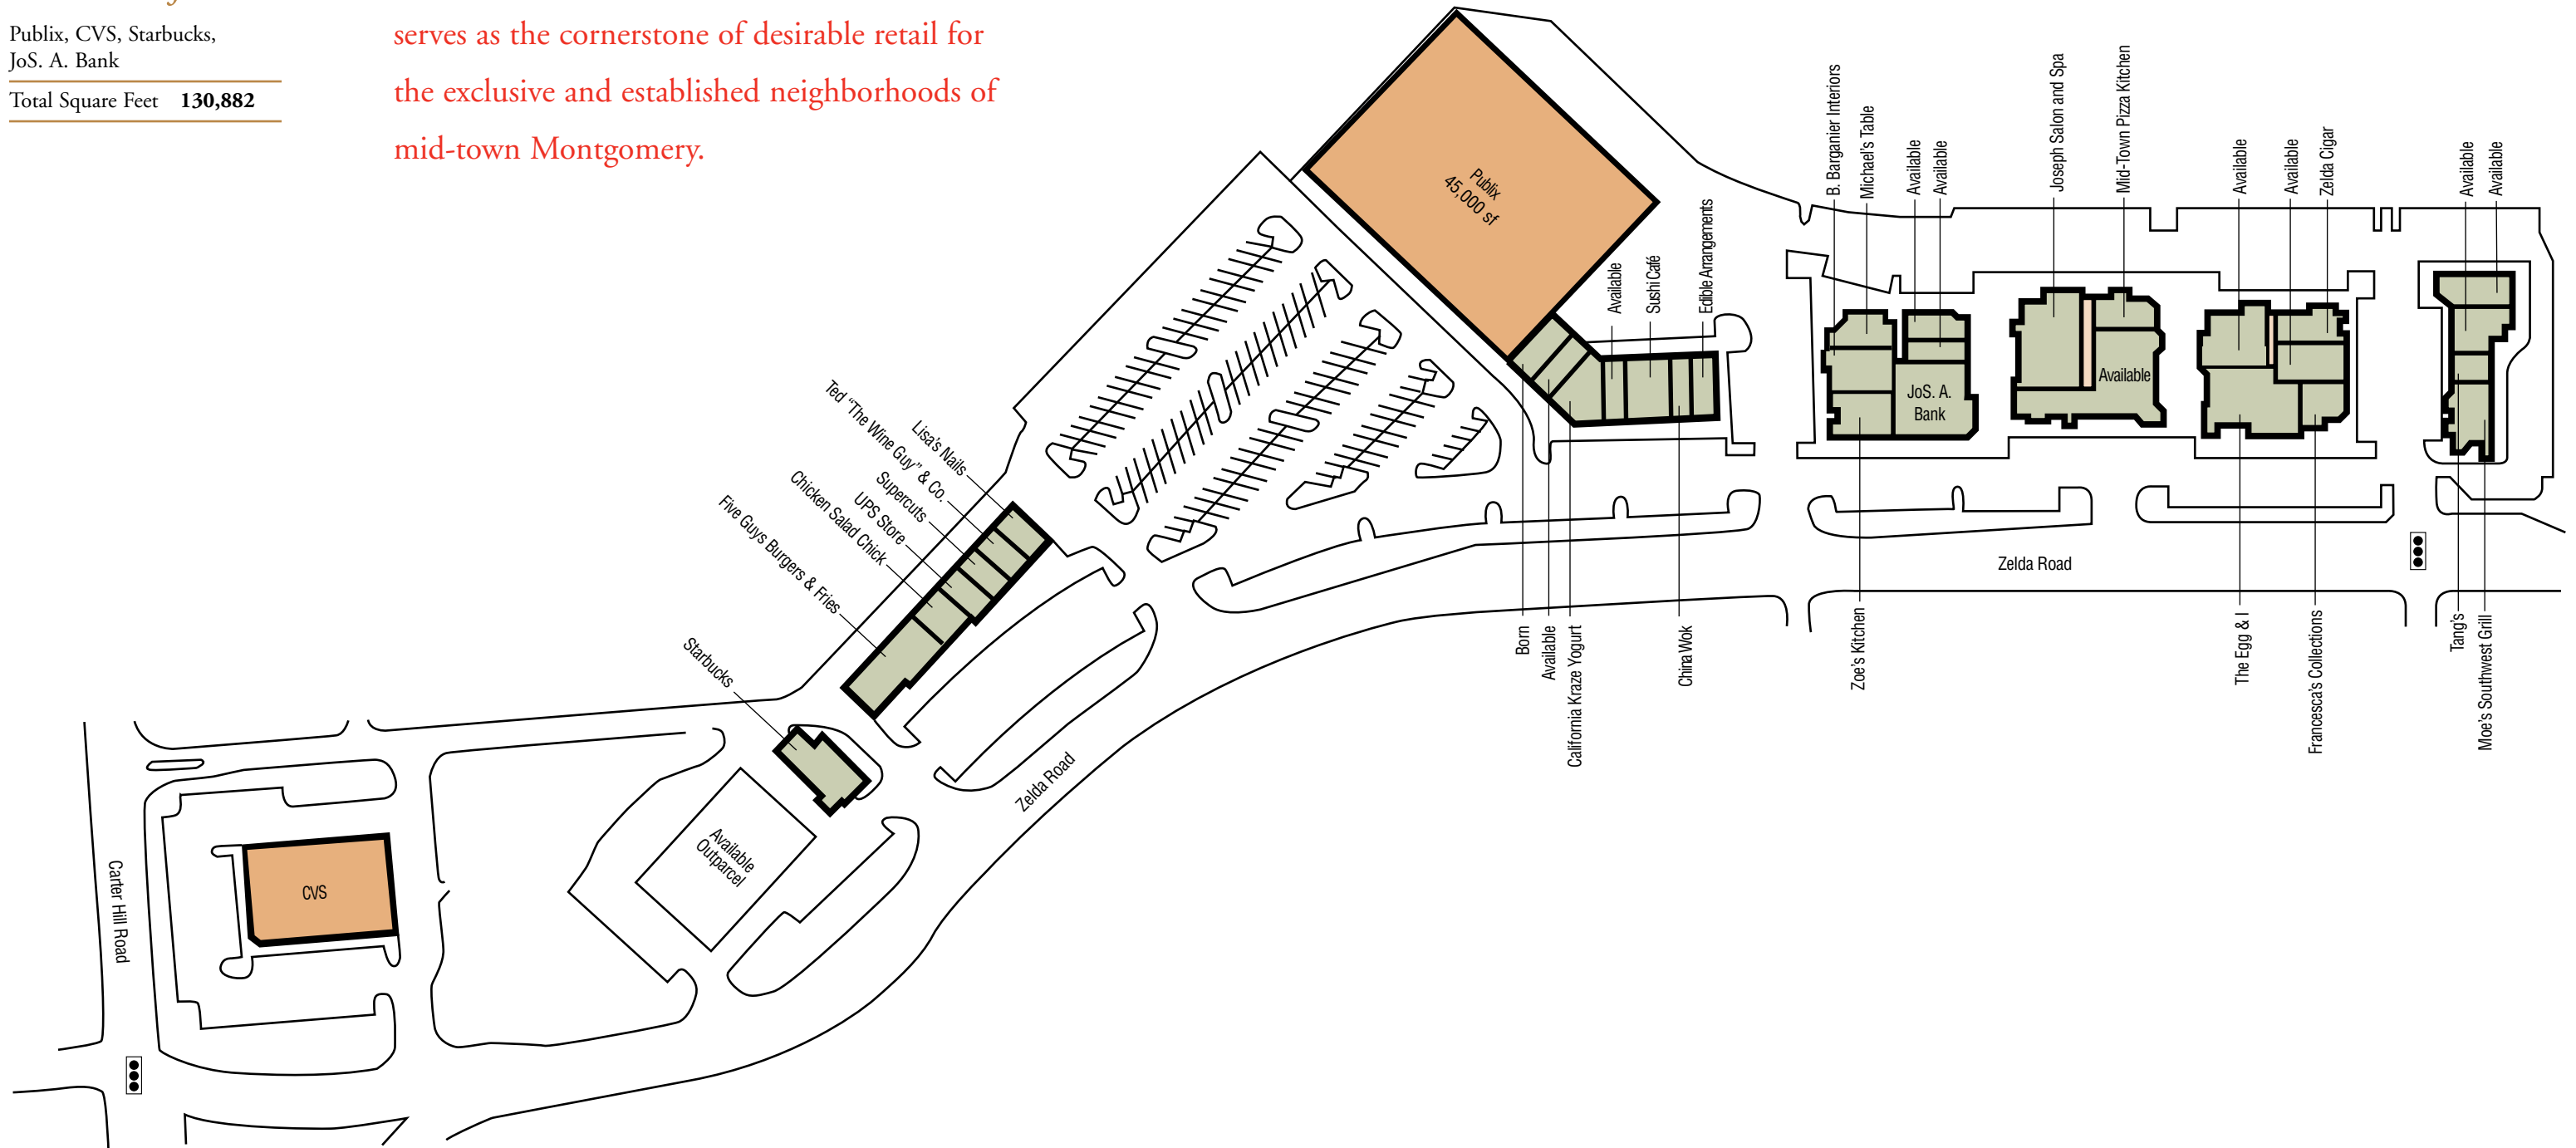 Publix, CVS, Starbucks,
JoS. A. Bank
Total Square Feet 130,882
serves as the cornerstone of desirable retail for
the exclusive and established neighborhoods of
mid-town Montgomery.
Publix
45,000 sf
Available
Sushi Café
Edible Arrangements
B. Barganier Interiors
Michael's Table
Available
Available
Joseph Salon and Spa
Mid-Town Pizza Kitchen
Available
Available
Zelda Cigar
Available
Available
JoS. A.
Bank
Available
Lisa's Nails
Ted “The Wine Guy” & Co.
Supercuts
UPS Store
Chicken Salad Chick
Five Guys Burgers & Fries
Starbucks
Born
Available
California Kraze Yogurt
China Wok
Zoe's Kitchen
Zelda Road
The Egg & I
Francesca's Collections
Tang's
Moe's Southwest Grill
Zelda Road
Available
Outparcel
CVS
Carter Hill Road